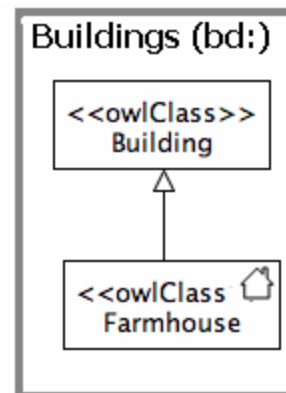 Buildings (bd:)
<<owlClass>>
Building
<<owlClass
Farmhouse